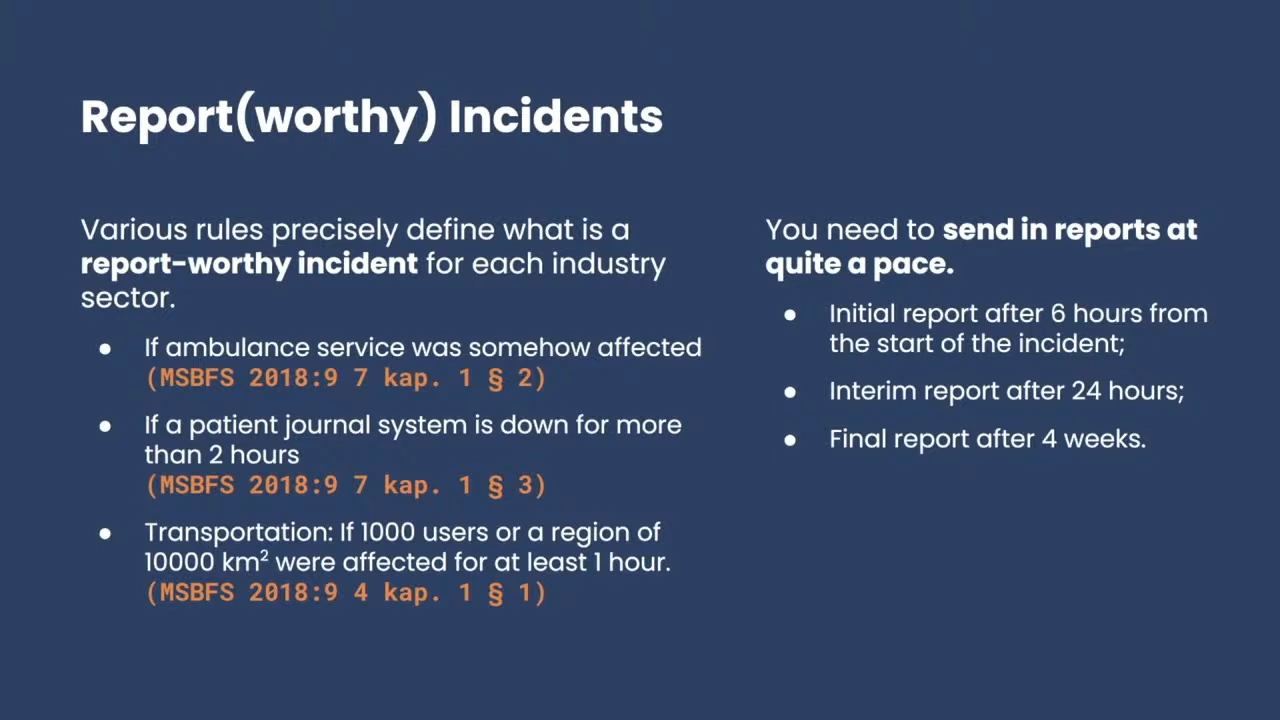 Report(worthy) Incidents
Various rules precisely define what is a
report-worthy incident for each industry
sector.
● If ambulance service was somehow affected
(MSBFS 2018:9 7 kap. 1 § 2)
● If a patient journal system is down for more
than 2 hours
(MSBFS 2018:9 7 kap. 1 § 3)
● Transportation: If 1000 users or a region of
10000 km² were affected for at least 1 hour.
(MSBFS 2018:9 4 kap. 1 § 1)
You need to send in reports at
quite a pace.
● Initial report after 6 hours from
the start of the incident;
● Interim report after 24 hours;
● Final report after 4 weeks.